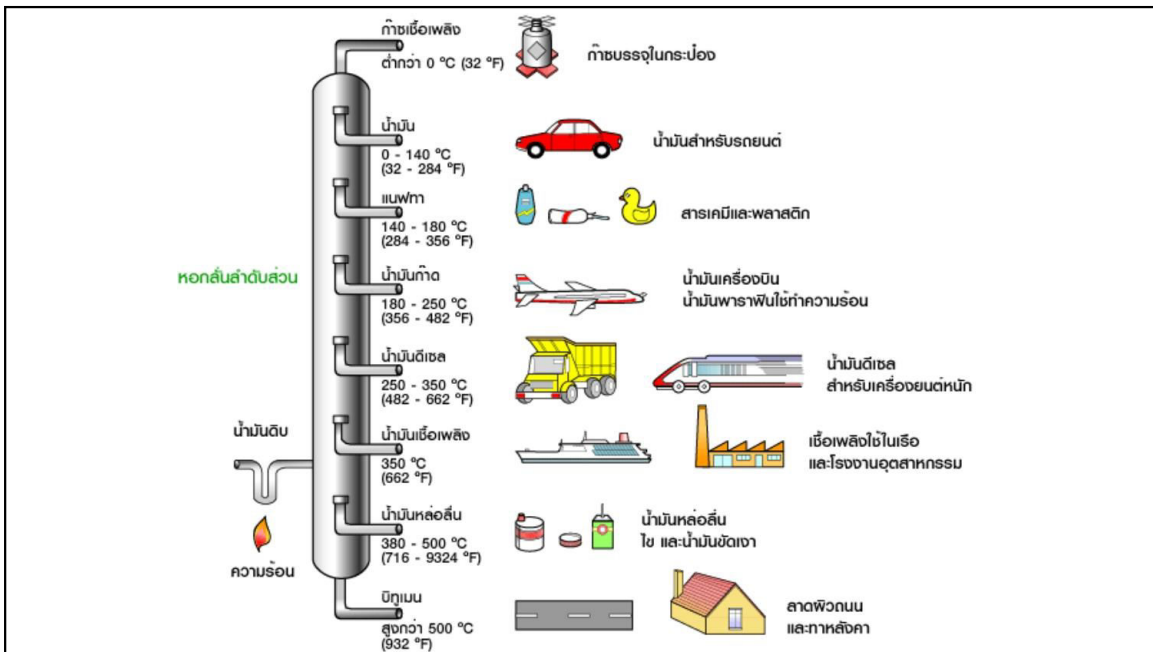 ก๊าซเชื้อเพลิง
ต่ำกว่า 0 °C (32 °F)
ก๊าซบรรจุในกระป๋อง
น้ำมัน
0 - 140 °C
(32 - 284 °F)
น้ำมันสำหรับรถยนต์
แนฟทา
140 - 180 °C
(284 - 356 °F)
สารเคมีและพลาสติก
หอกลั่นลำดับส่วน
น้ำมันก๊าด
180 - 250 °C
(356 - 482 °F)
น้ำมันเครื่องบิน
น้ำมันพาราฟินใช้ทำความร้อน
น้ำมันดีเซล
250 - 350 °C
(482 - 662 °F)
น้ำมันดีเซล
สำหรับเครื่องยนต์หนัก
น้ำมันดิบ
น้ำมันเชื้อเพลิง
350 °C
(662 °F)
เชื้อเพลิงใช้ในเรือ
และโรงงานอุตสาหกรรม
ความร้อน
น้ำมันหล่อลื่น
380 - 500 °C
(716 - 9324 °F)
น้ำมันหล่อลื่น
ไข และน้ำมันขัดเงา
บิทูเมน
สูงกว่า 500 °C
(932 °F)
ลาดผิวถนน
และทาหลังคา